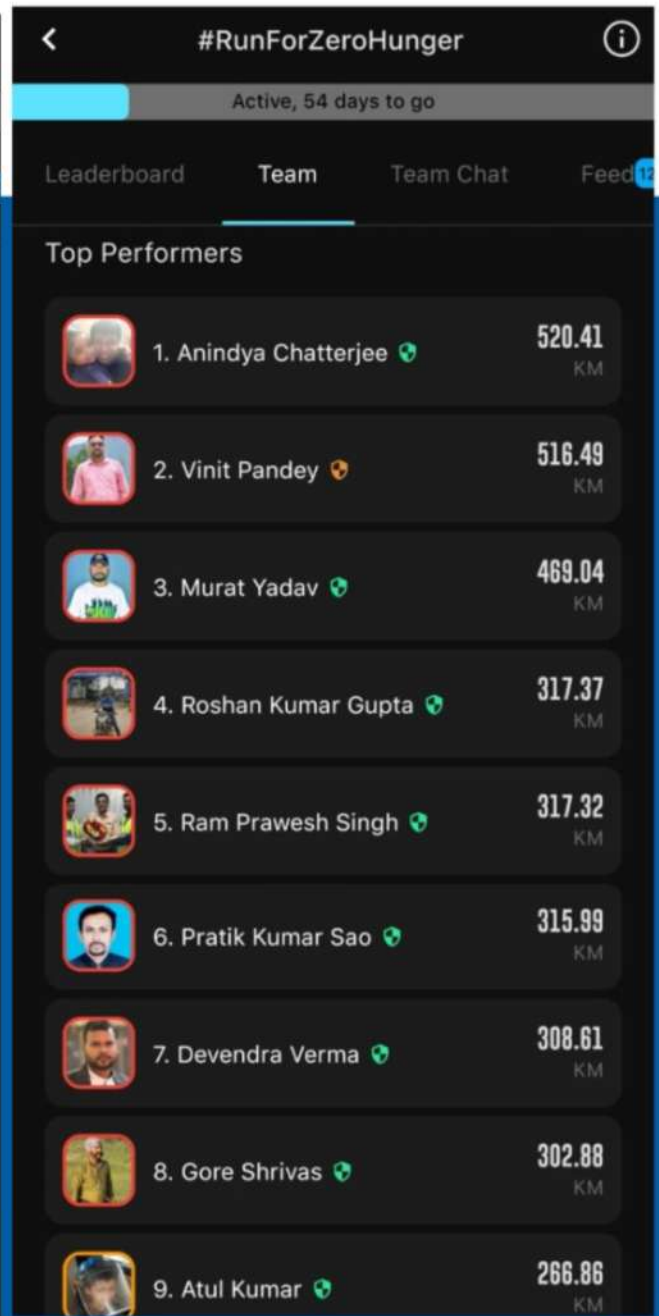 #RunForZeroHunger
Active, 54 days to go
Leaderboard Team Team Chat Feed 12
Top Performers
1. Anindya Chatterjee 520.41
KM
2. Vinit Pandey 516.49
KM
3. Murat Yadav 469.04
KM
4. Roshan Kumar Gupta 317.37
KM
5. Ram Prawesh Singh 317.32
KM
6. Pratik Kumar Sao 315.99
KM
7. Devendra Verma 308.61
KM
8. Gore Shrivas 302.88
KM
9. Atul Kumar 266.86
KM